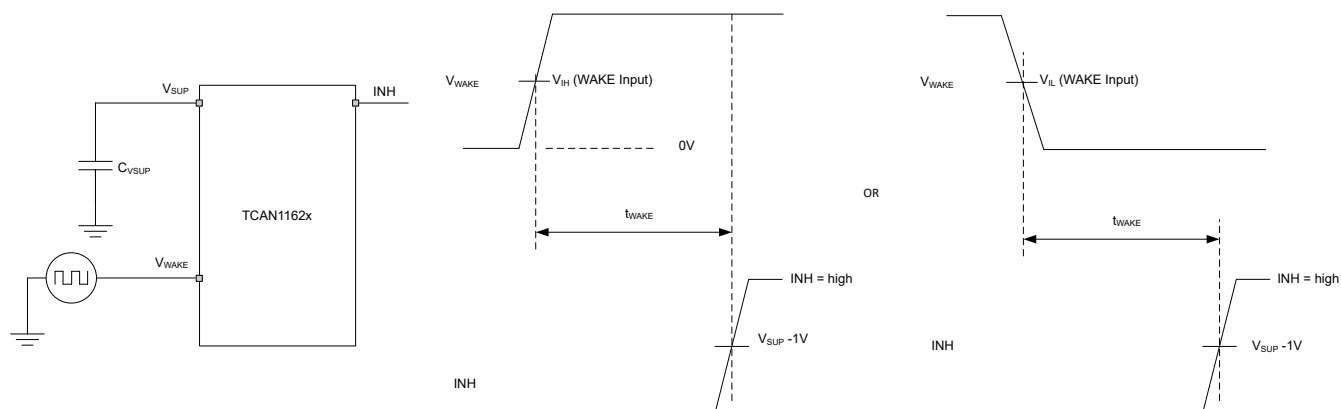 VSUP
INH
CVSUP
TCAN1162x
VWAKE
VWAKE
VIH (WAKE Input)
0V
tWAKE
INH = high
VSUP -1V
INH
OR
VWAKE
VIL (WAKE Input)
tWAKE
INH = high
VSUP -1V
INH